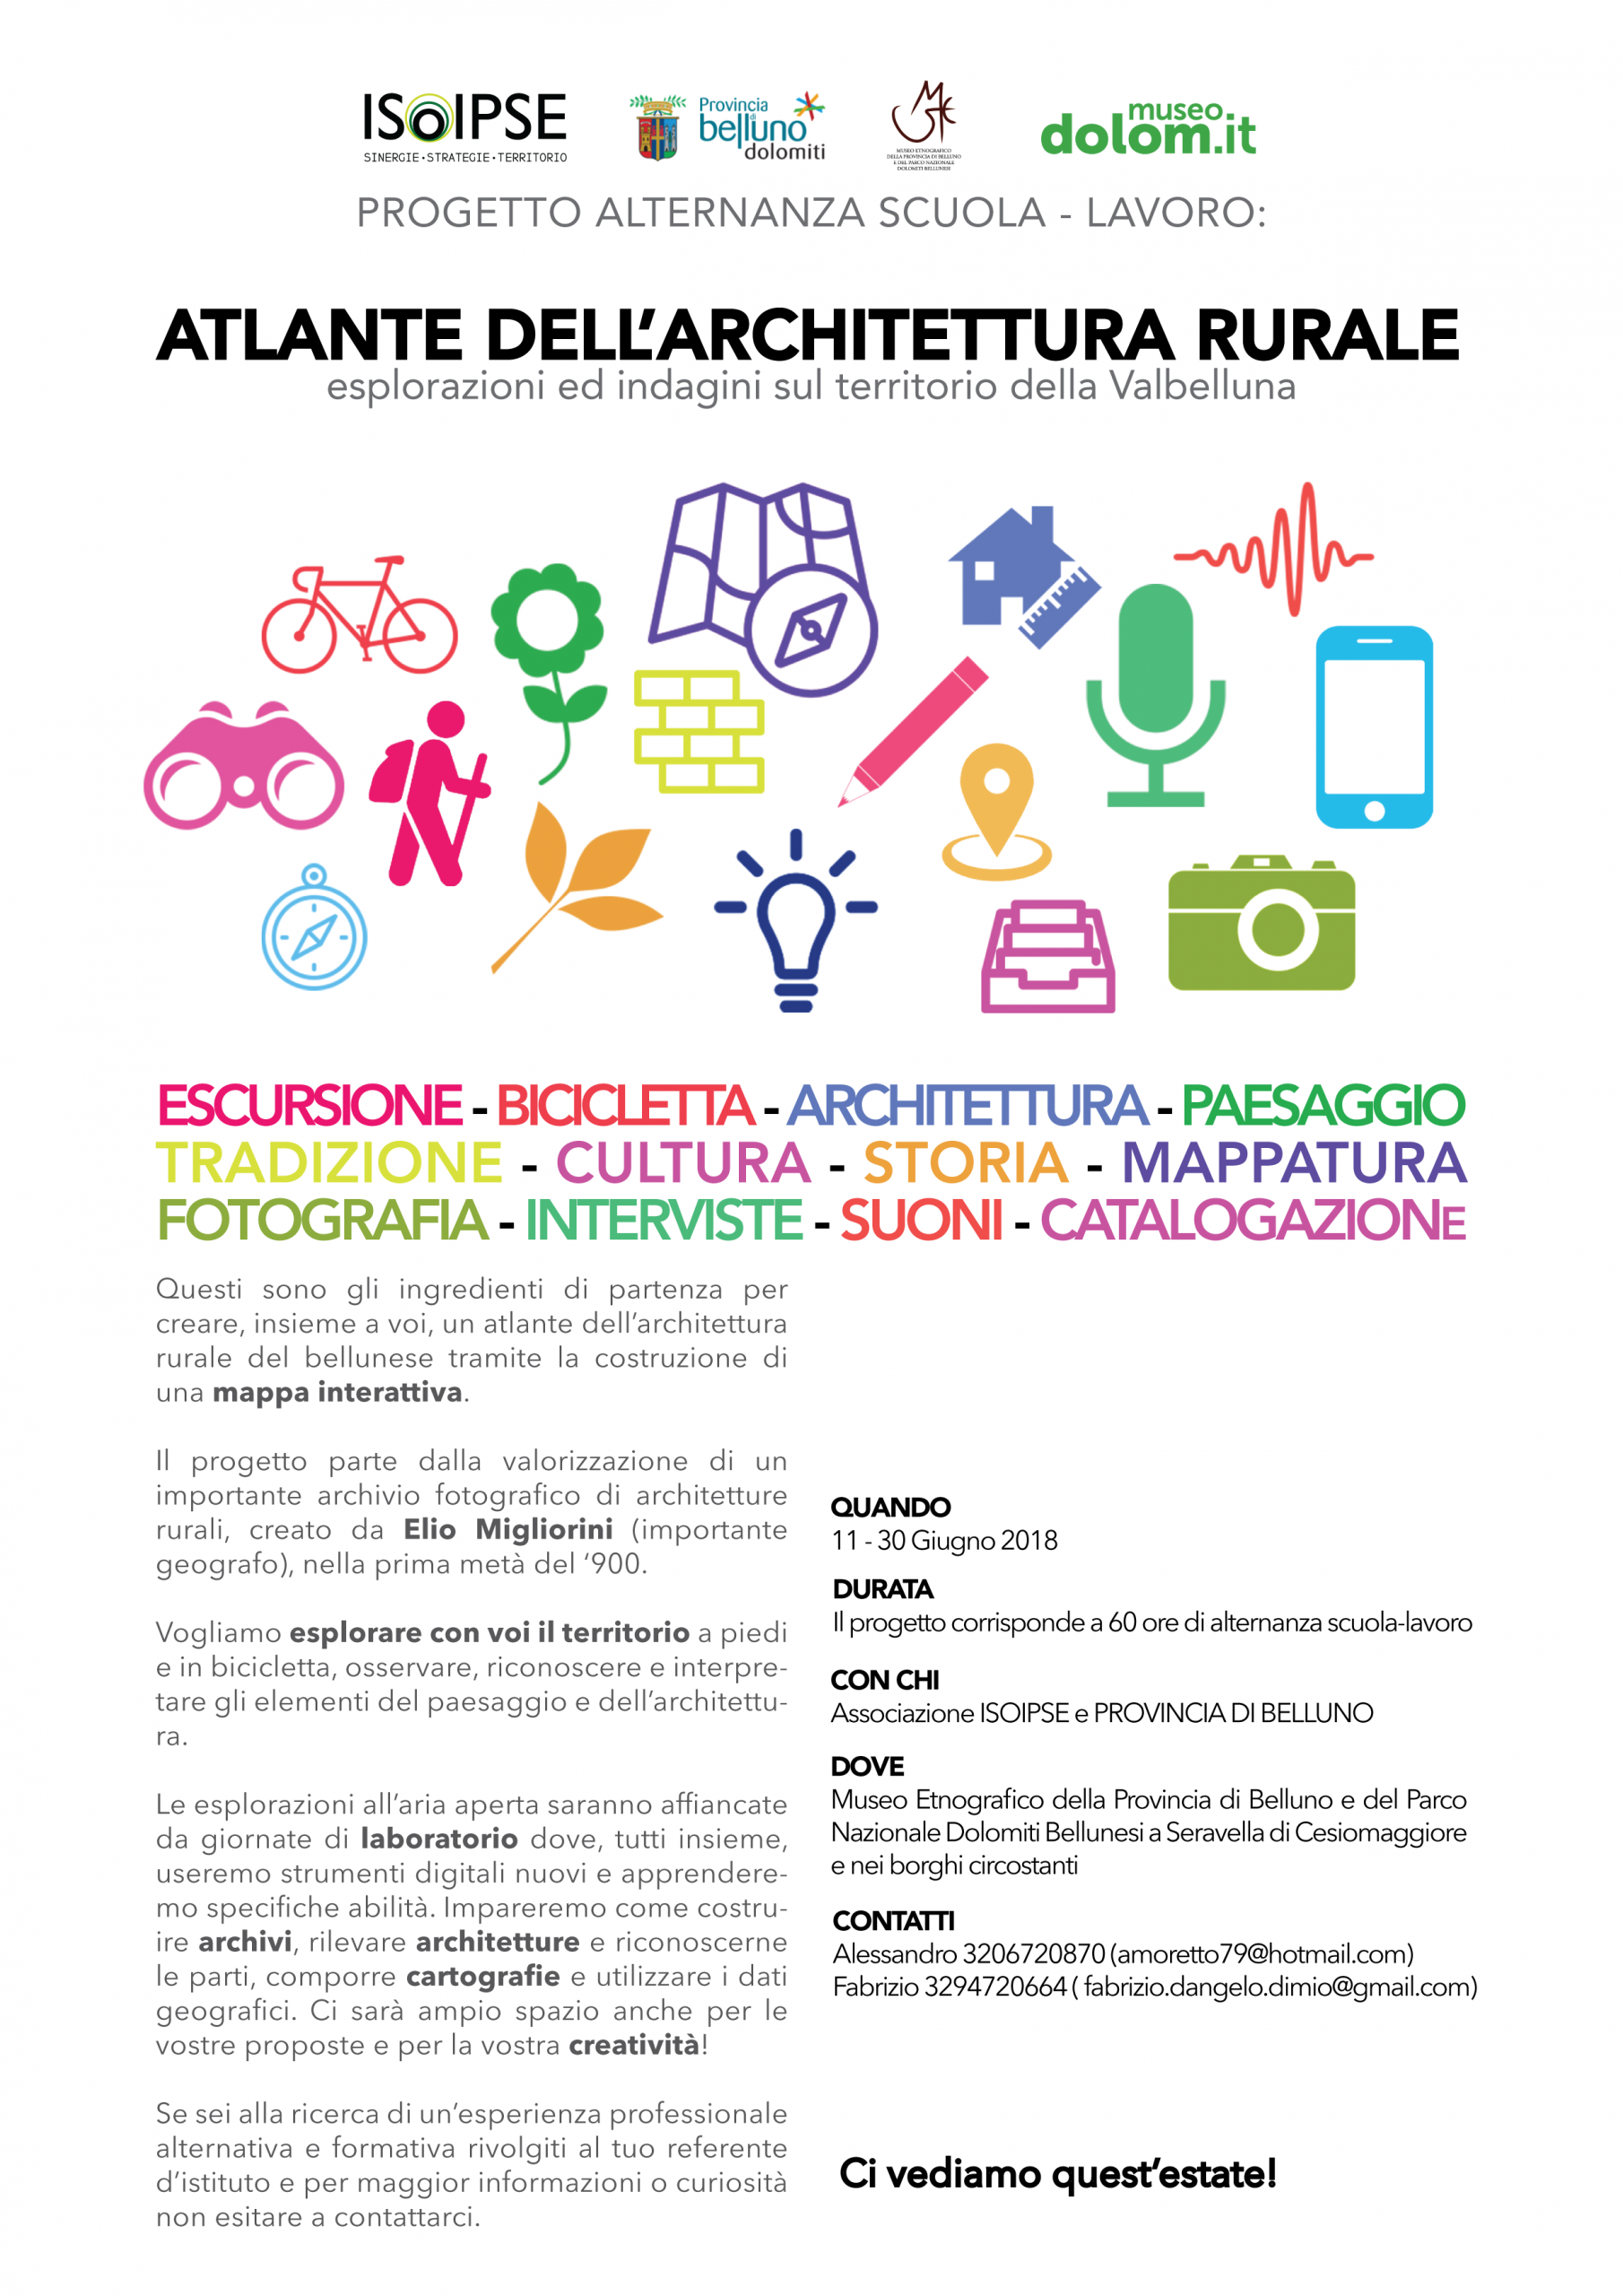 ISOIPSE
SINERGIE•STRATEGIE•TERRITORIO
Provincia
di
belluno
dolomiti
MUSEO ETNOGRAFICO
DELLA PROVINCIA DI BELLUNO
E DEL PARCO NAZIONALE
DOLOMITI BELLUNESI
museo
dolom.it
PROGETTO ALTERNANZA SCUOLA - LAVORO:
ATLANTE DELL'ARCHITETTURA RURALE
esplorazioni ed indagini sul territorio della Valbelluna
ESCURSIONE - BICICLETTA - ARCHITETTURA - PAESAGGIO
TRADIZIONE - CULTURA - STORIA - MAPPATURA
FOTOGRAFIA - INTERVISTE - SUONI - CATALOGAZIONE
Questi sono gli ingredienti di partenza per
creare, insieme a voi, un atlante dell'architettura
rurale del bellunese tramite la costruzione di
una mappa interattiva.
Il progetto parte dalla valorizzazione di un
importante archivio fotografico di architetture
rurali, creato da Elio Migliorini (importante
geografo), nella prima metà del '900.
Vogliamo esplorare con voi il territorio a piedi
e in bicicletta, osservare, riconoscere e interpre-
tare gli elementi del paesaggio e dell'architettu-
ra.
Le esplorazioni all'aria aperta saranno affiancate
da giornate di laboratorio dove, tutti insieme,
useremo strumenti digitali nuovi e apprendere-
mo specifiche abilità. Impareremo come costru-
ire archivi, rilevare architetture e riconoscerne
le parti, comporre cartografie e utilizzare i dati
geografici. Ci sarà ampio spazio anche per le
vostre proposte e per la vostra creatività!
Se sei alla ricerca di un'esperienza professionale
alternativa e formativa rivolgiti al tuo referente
d'istituto e per maggior informazioni o curiosità
non esitare a contattarci.
QUANDO
11 - 30 Giugno 2018
DURATA
Il progetto corrisponde a 60 ore di alternanza scuola-lavoro
CON CHI
Associazione ISOIPSE e PROVINCIA DI BELLUNO
DOVE
Museo Etnografico della Provincia di Belluno e del Parco
Nazionale Dolomiti Bellunesi a Seravella di Cesiomaggiore
e nei borghi circostanti
CONTATTI
Alessandro 3206720870 (amoretto79@hotmail.com)
Fabrizio 3294720664 ( fabrizio.dangelo.dimio@gmail.com)
Ci vediamo quest'estate!